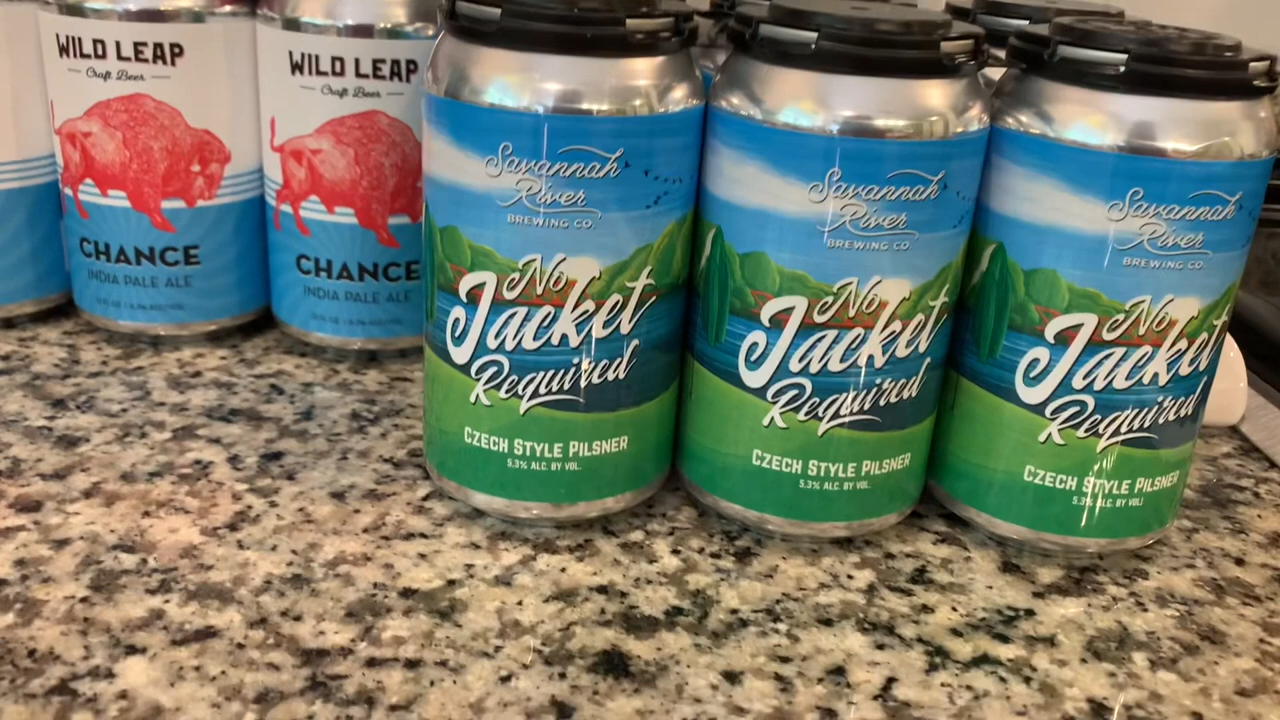 WILD LEAP
Craft Beer
CHANCE
INDIA PALE ALE
WILD LEAP
Craft Beer
CHANCE
INDIA PALE ALE
Savannah
River
BREWING CO.
No
Jacket
Required
CZECH STYLE PILSNER
5.3% ALC. BY VOL.
Savannah
River
BREWING CO.
No
Jacket
Required
CZECH STYLE PILSNER
5.3% ALC. BY VOL.
Savannah
River
BREWING CO.
No
Jacket
Required
CZECH STYLE PILSNER
5.3% ALC. BY VOL.